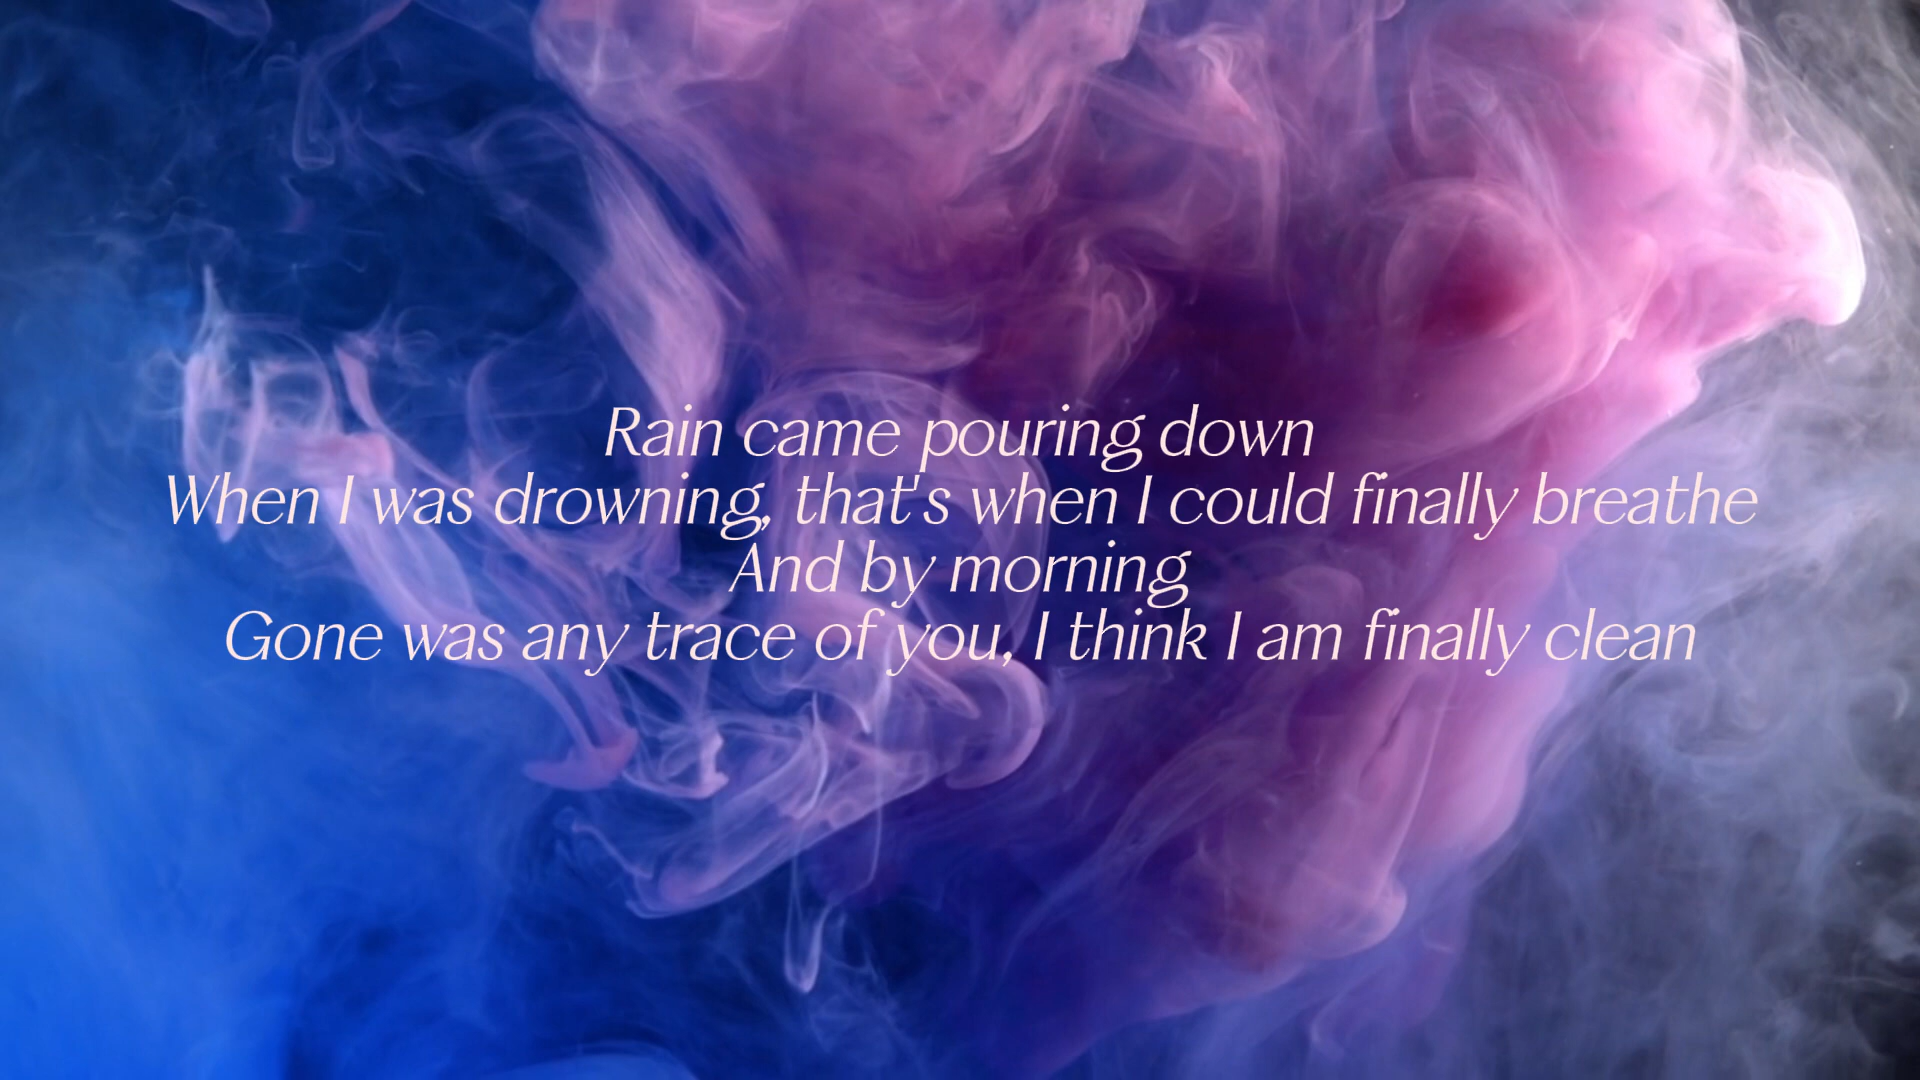 Rain came pouring down
When I was drowning, that's when I could finally breathe
And by morning
Gone was any trace of you, I think I am finally clean